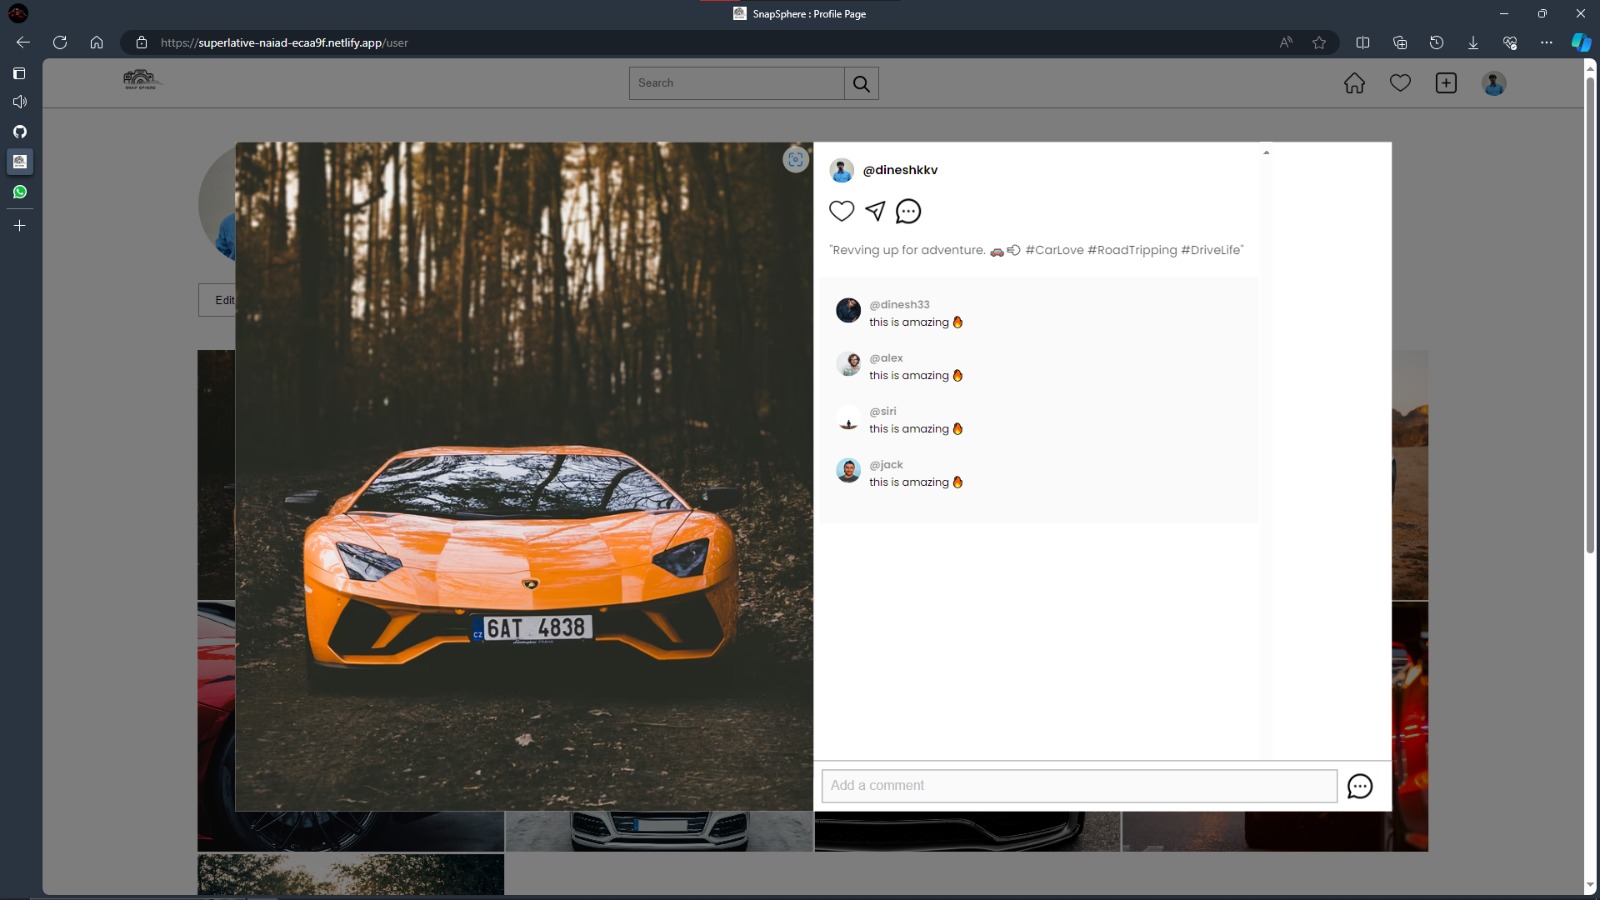 SnapSphere : Profile Page
https://superlative-naiad-ecaa9f.netlify.app/user
SNAP SPHERE
Search
Edit
@dineshkkv
"Revving up for adventure. 🚗💨 #CarLove #RoadTripping #DriveLife"
@dinesh33
this is amazing 🔥
@alex
this is amazing 🔥
@siri
this is amazing 🔥
@jack
this is amazing 🔥
CZ 6AT 4838
Add a comment